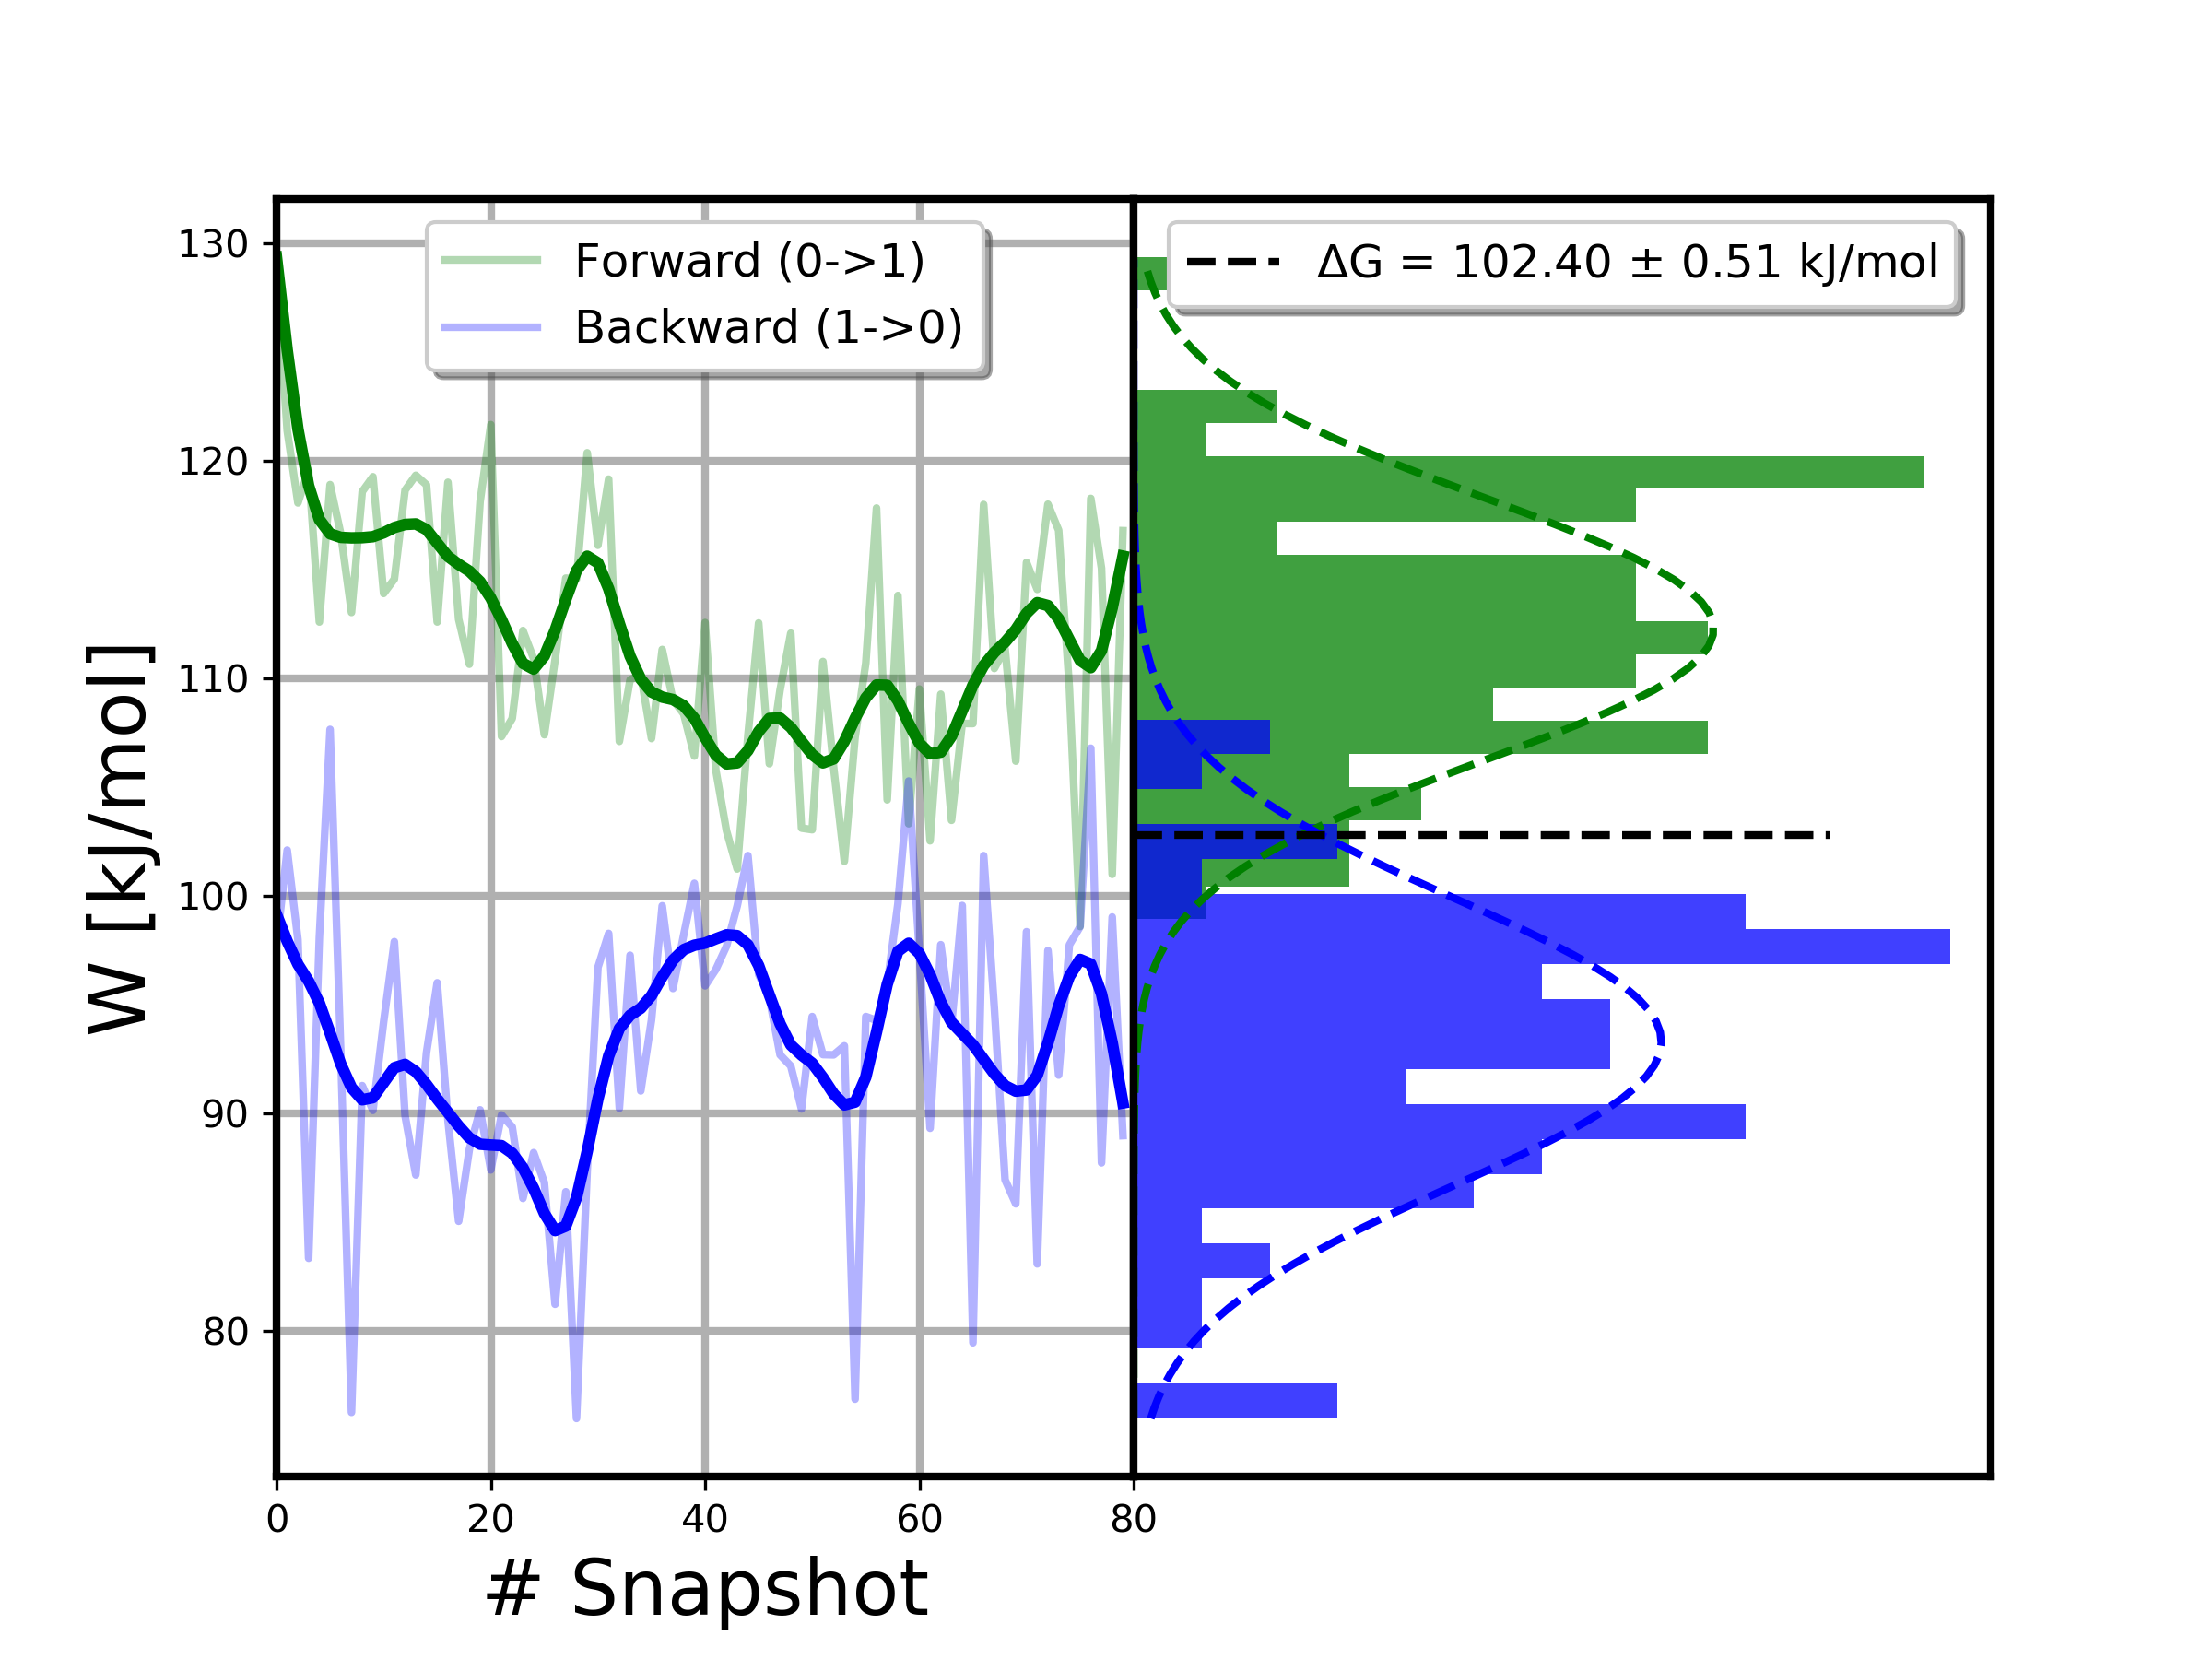 Forward (0->1)
Backward (1->0)
ΔG = 102.40 ± 0.51 kJ/mol
W [kJ/mol]
130
120
110
100
90
80
0 20 40 60 80
# Snapshot